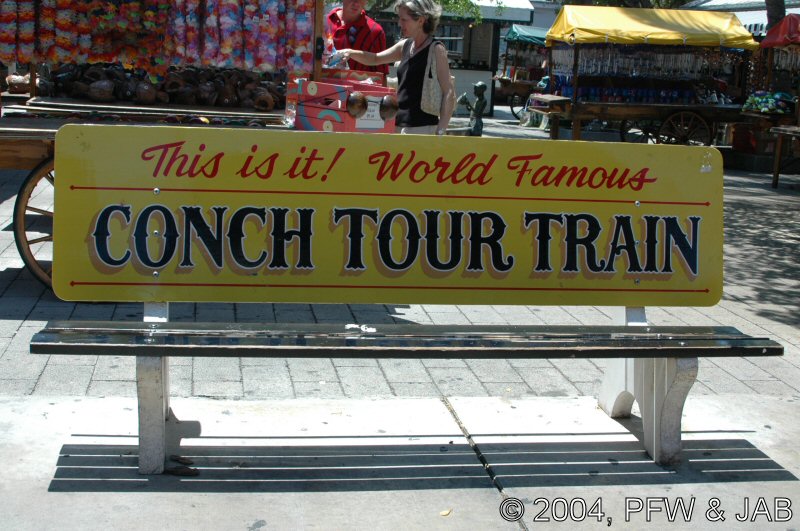 This is it! World Famous
CONCH TOUR TRAIN
© 2004, PFW & JAB